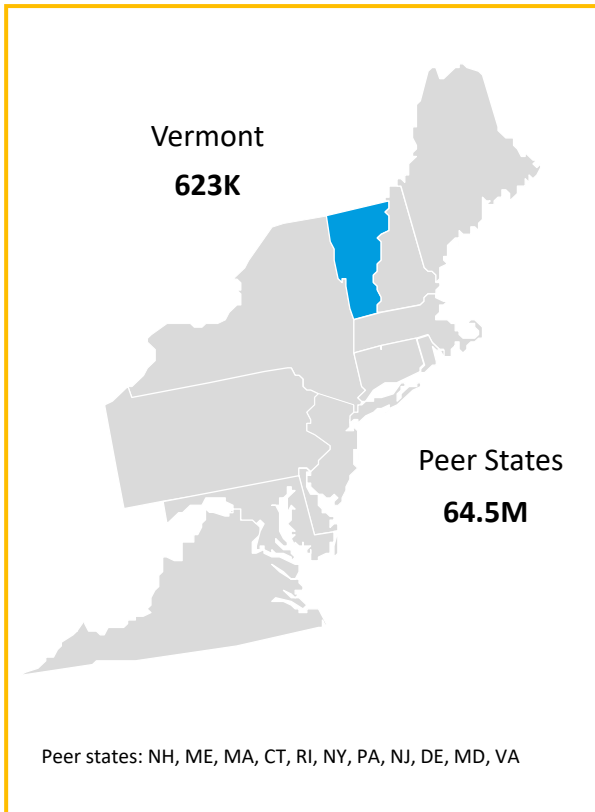 Vermont
623K
Peer States
64.5M
Peer states: NH, ME, MA, CT, RI, NY, PA, NJ, DE, MD, VA